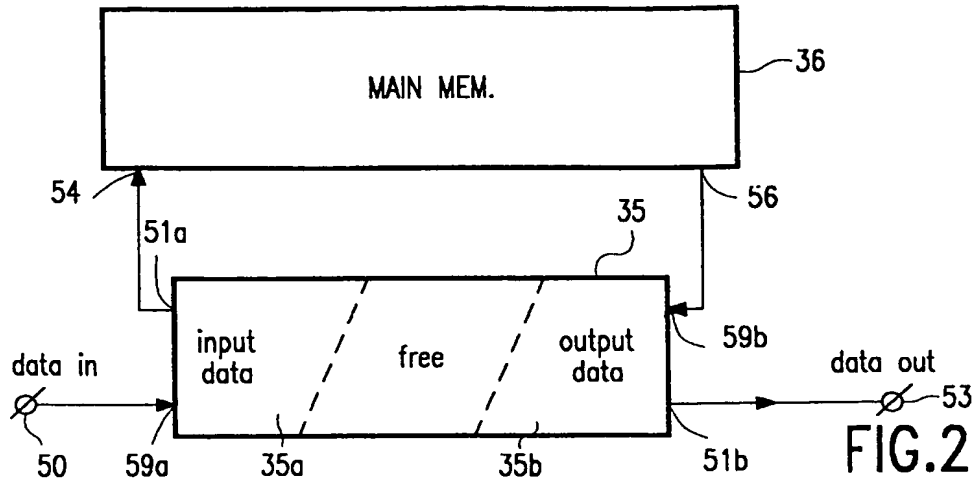 MAIN MEM.
36
54
56
51a
35
input
data
free
output
data
59b
data in
data out
53
50
59a
35a
35b
51b
FIG.2